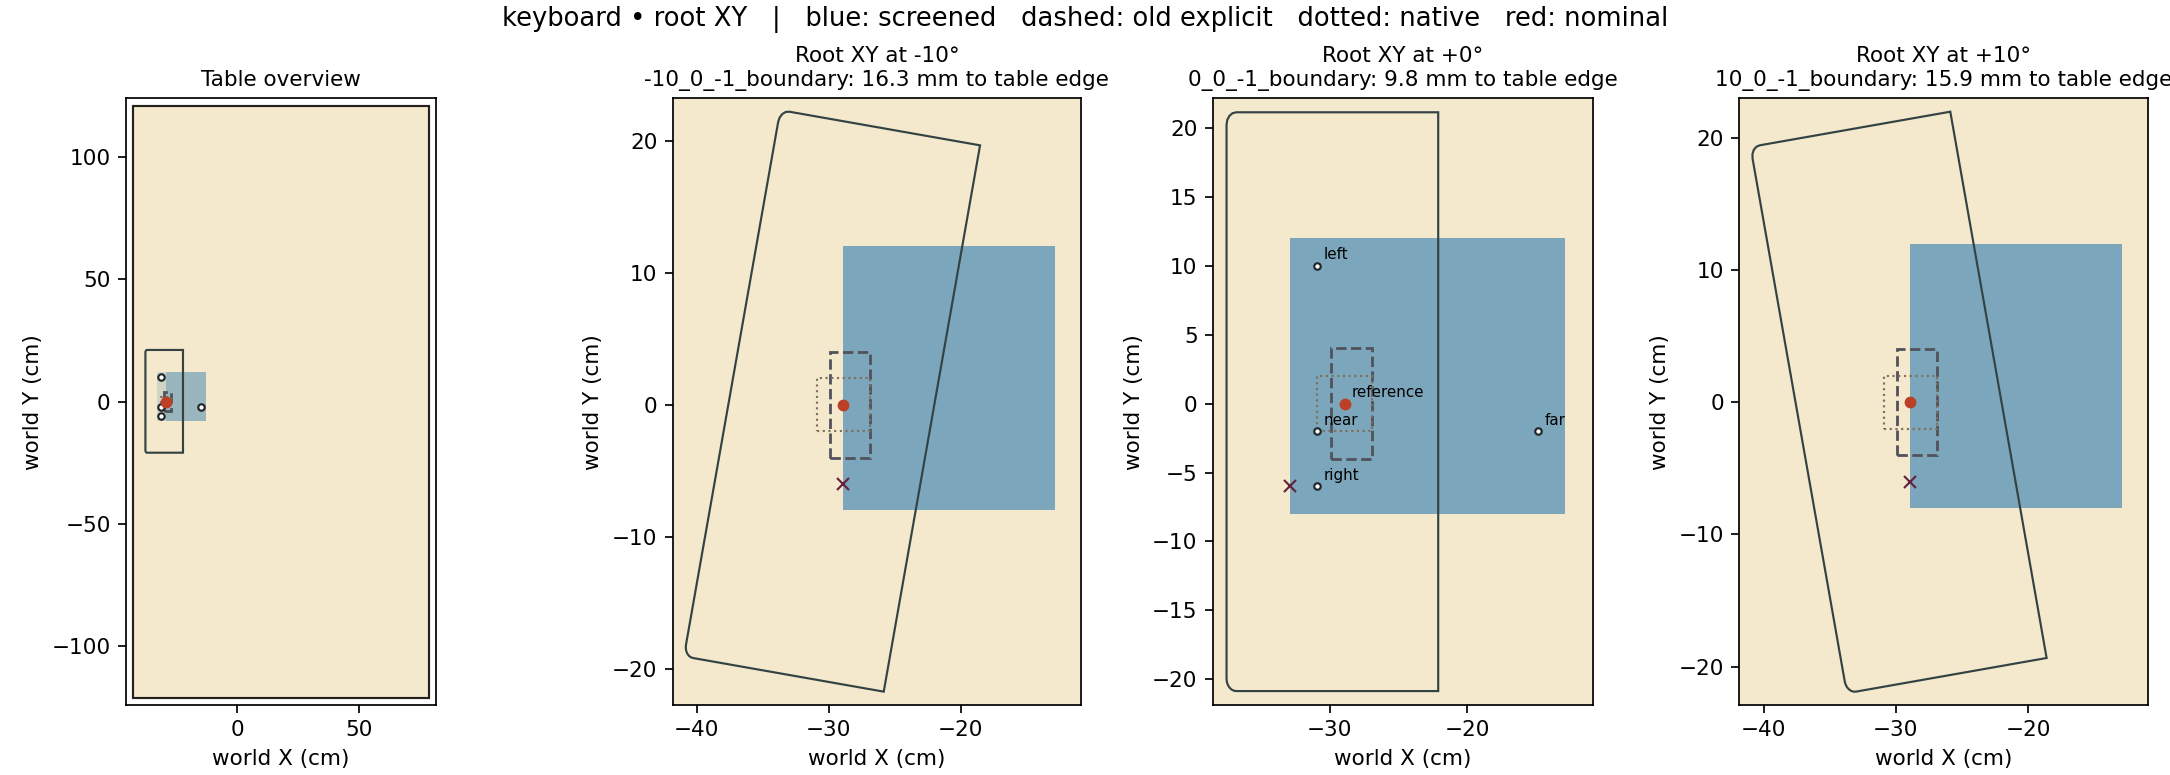 keyboard • root XY | blue: screened dashed: old explicit dotted: native red: nominal
Table overview
100
50
0
−50
−100
0
50
world Y (cm)
world X (cm)
Root XY at -10°
-10_0_-1_boundary: 16.3 mm to table edge
20
10
0
−10
−20
−40
−30
−20
world Y (cm)
world X (cm)
Root XY at +0°
0_0_-1_boundary: 9.8 mm to table edge
20
15
10
5
0
−5
−10
−15
−20
left
reference
near
far
right
−30
−20
world Y (cm)
world X (cm)
Root XY at +10°
10_0_-1_boundary: 15.9 mm to table edge
20
10
0
−10
−20
−40
−30
−20
world Y (cm)
world X (cm)